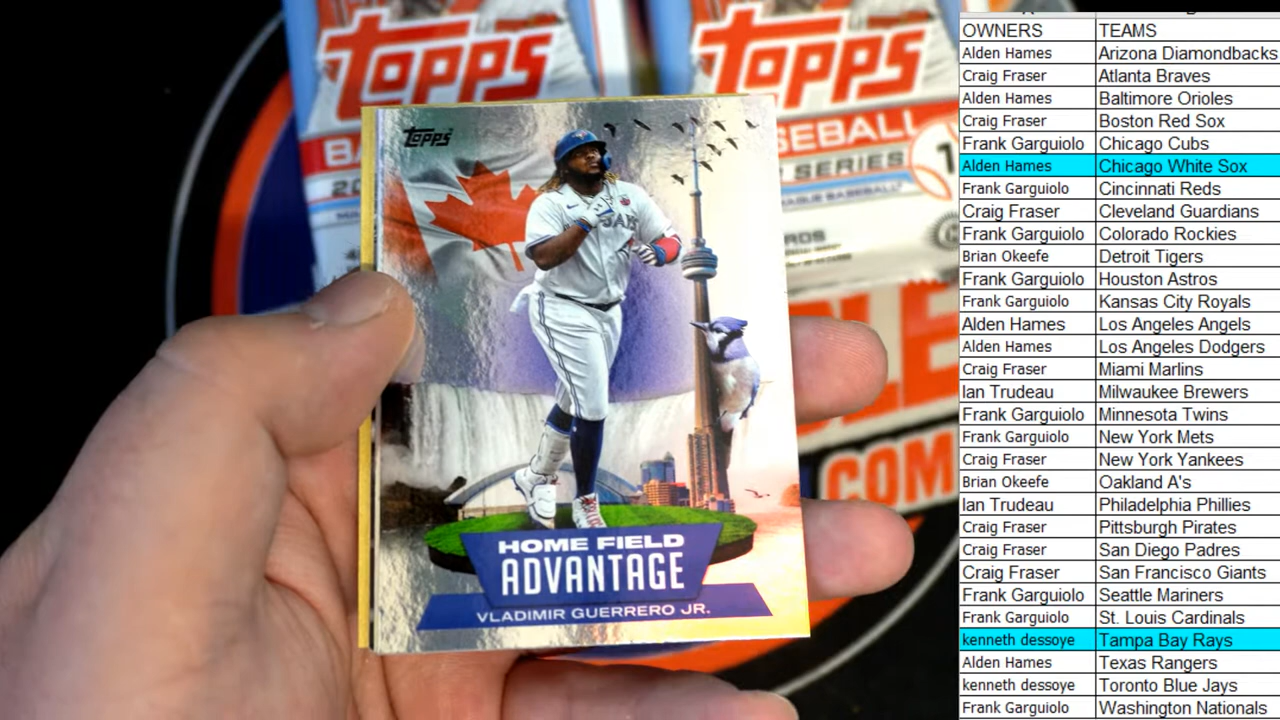 Topps
Topps
BA
SEBALL
SERIES
1
20
Topps
HOME FIELD
ADVANTAGE
VLADIMIR GUERRERO JR.
COM
OWNERS TEAMS
Alden Hames Arizona Diamondbacks
Craig Fraser Atlanta Braves
Alden Hames Baltimore Orioles
Craig Fraser Boston Red Sox
Frank Garguiolo Chicago Cubs
Alden Hames Chicago White Sox
Frank Garguiolo Cincinnati Reds
Craig Fraser Cleveland Guardians
Frank Garguiolo Colorado Rockies
Brian Okeefe Detroit Tigers
Frank Garguiolo Houston Astros
Frank Garguiolo Kansas City Royals
Alden Hames Los Angeles Angels
Alden Hames Los Angeles Dodgers
Craig Fraser Miami Marlins
Ian Trudeau Milwaukee Brewers
Frank Garguiolo Minnesota Twins
Frank Garguiolo New York Mets
Craig Fraser New York Yankees
Brian Okeefe Oakland A's
Ian Trudeau Philadelphia Phillies
Craig Fraser Pittsburgh Pirates
Craig Fraser San Diego Padres
Craig Fraser San Francisco Giants
Frank Garguiolo Seattle Mariners
Frank Garguiolo St. Louis Cardinals
kenneth dessoye Tampa Bay Rays
Alden Hames Texas Rangers
kenneth dessoye Toronto Blue Jays
Frank Garguiolo Washington Nationals